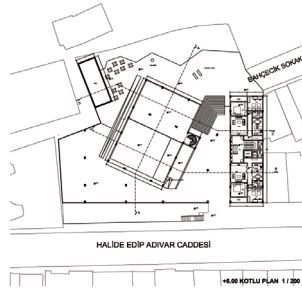 BAHÇECİK SOKAK
HALİDE EDİP ADIVAR CADDESİ
+6.00 KOTLU PLAN 1 / 200